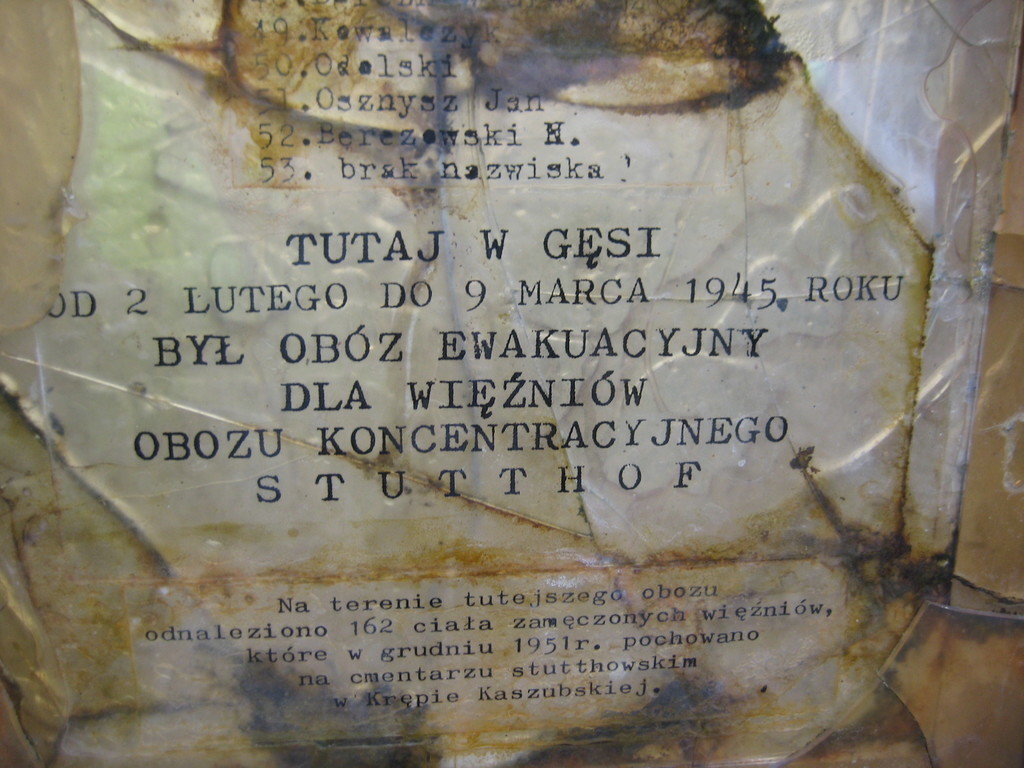 49.Kowalczyk
50.Odelski
51.Osznysz Jan
52.Berezowski H.
53. brak nazwiska !
TUTAJ W GĘSI
OD 2 LUTEGO DO 9 MARCA 1945 ROKU
BYŁ OBÓZ EWAKUACYJNY
DLA WIĘŹNIÓW
OBOZU KONCENTRACYJNEGO
S T U T T H O F
Na terenie tutejszego obozu
odnaleziono 162 ciała zamęczonych więźniów,
które w grudniu 1951r. pochowano
na cmentarzu stutthowskim
w Krępie Kaszubskiej.